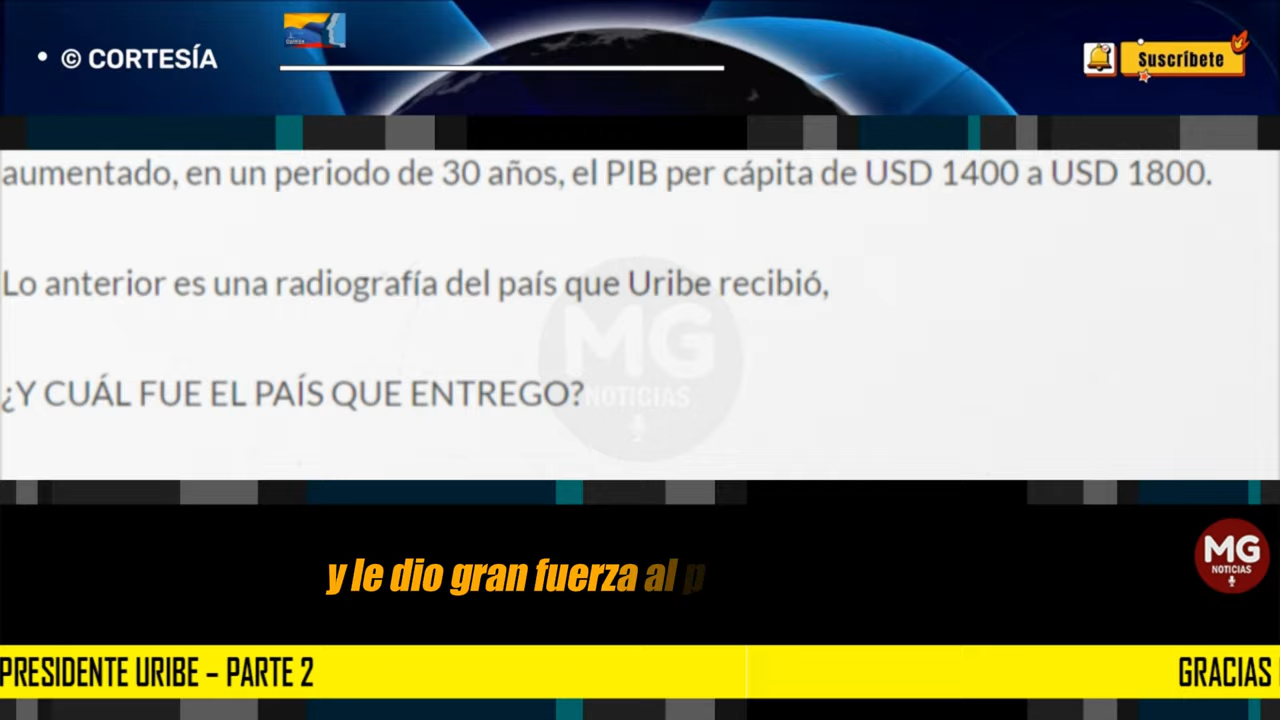 • © CORTESÍA
Suscríbete
aumentado, en un periodo de 30 años, el PIB per cápita de USD 1400 a USD 1800.
Lo anterior es una radiografía del país que Uribe recibió,
¿Y CUÁL FUE EL PAÍS QUE ENTREGO?
MG
NOTICIAS
y le dio gran fuerza al p
MG
NOTICIAS
PRESIDENTE URIBE – PARTE 2
GRACIAS